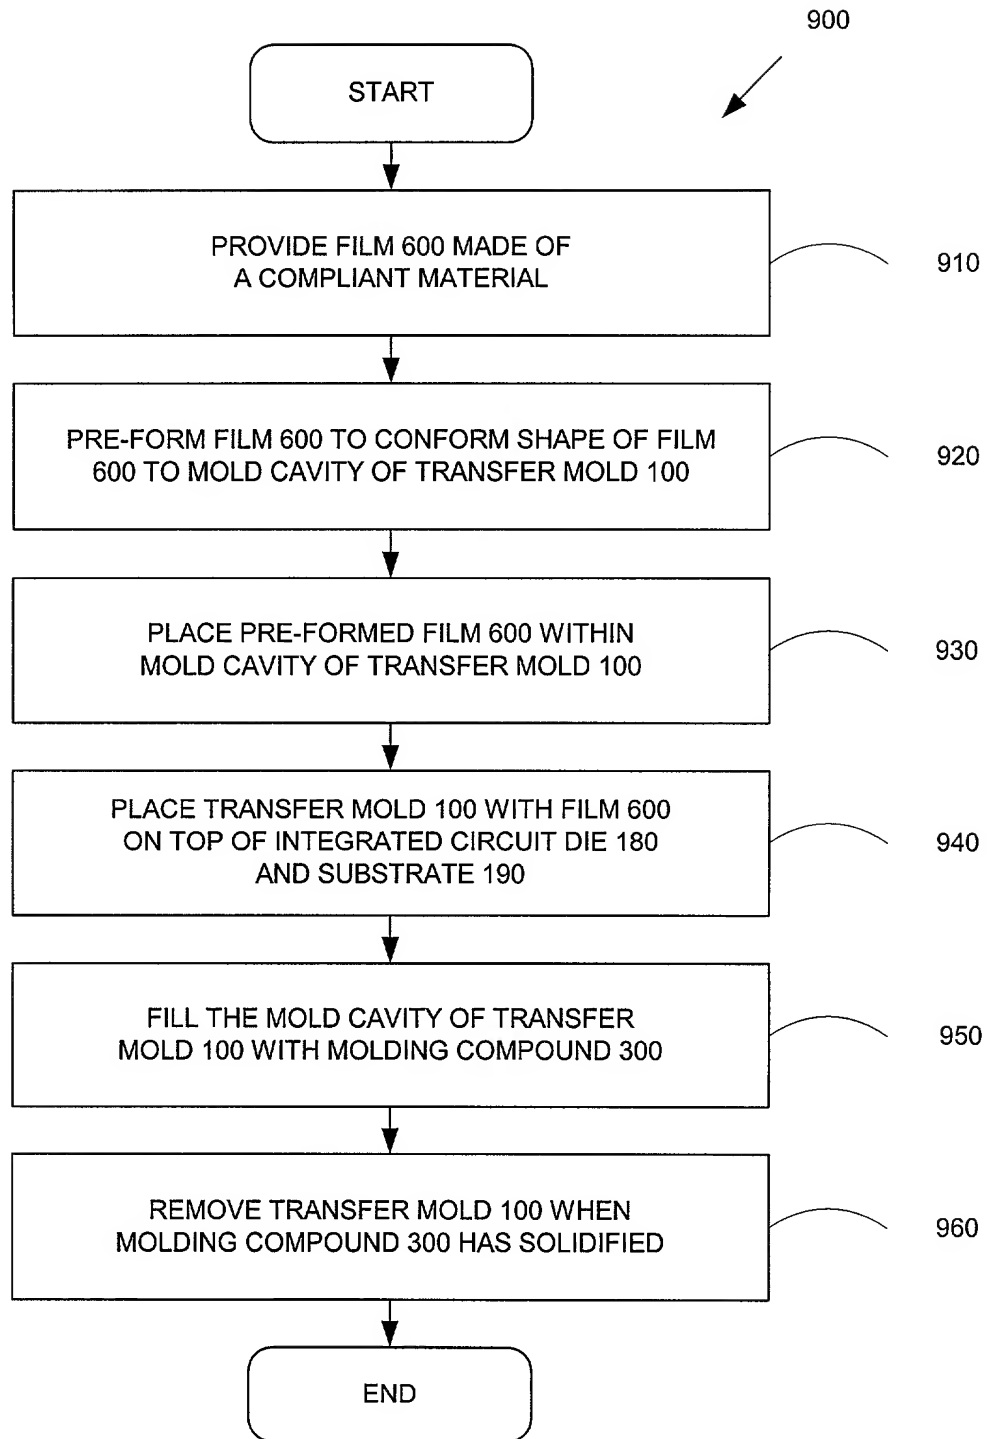 900
START
PROVIDE FILM 600 MADE OF
A COMPLIANT MATERIAL
910
PRE-FORM FILM 600 TO CONFORM SHAPE OF FILM
600 TO MOLD CAVITY OF TRANSFER MOLD 100
920
PLACE PRE-FORMED FILM 600 WITHIN
MOLD CAVITY OF TRANSFER MOLD 100
930
PLACE TRANSFER MOLD 100 WITH FILM 600
ON TOP OF INTEGRATED CIRCUIT DIE 180
AND SUBSTRATE 190
940
FILL THE MOLD CAVITY OF TRANSFER
MOLD 100 WITH MOLDING COMPOUND 300
950
REMOVE TRANSFER MOLD 100 WHEN
MOLDING COMPOUND 300 HAS SOLIDIFIED
960
END